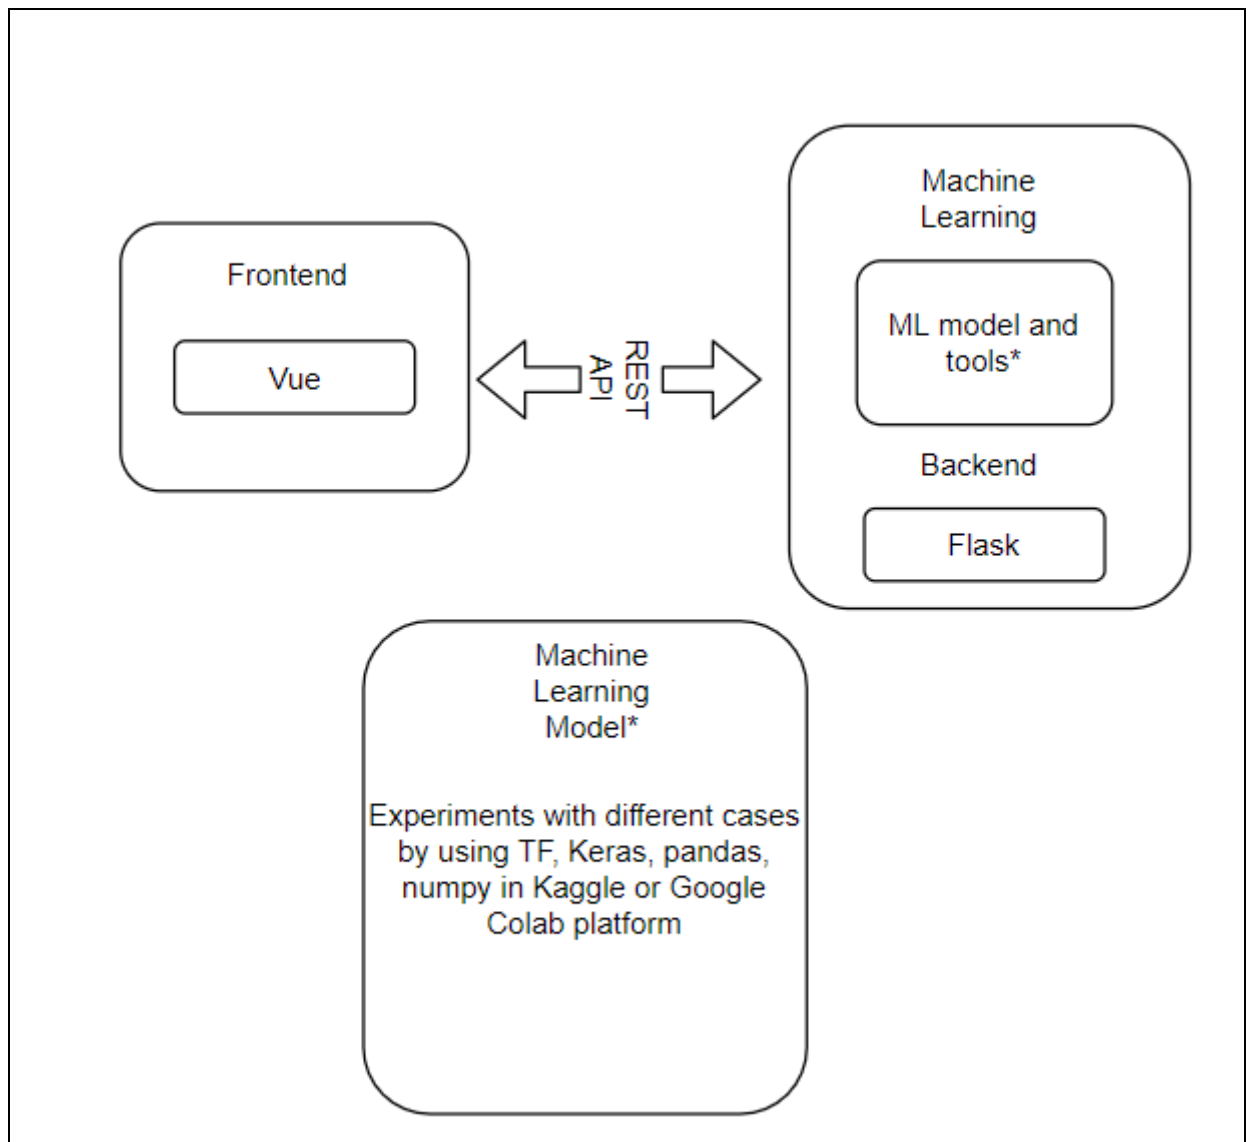 Frontend
Vue
REST
API
Machine
Learning
ML model and
tools*
Backend
Flask
Machine
Learning
Model*
Experiments with different cases
by using TF, Keras, pandas,
numpy in Kaggle or Google
Colab platform